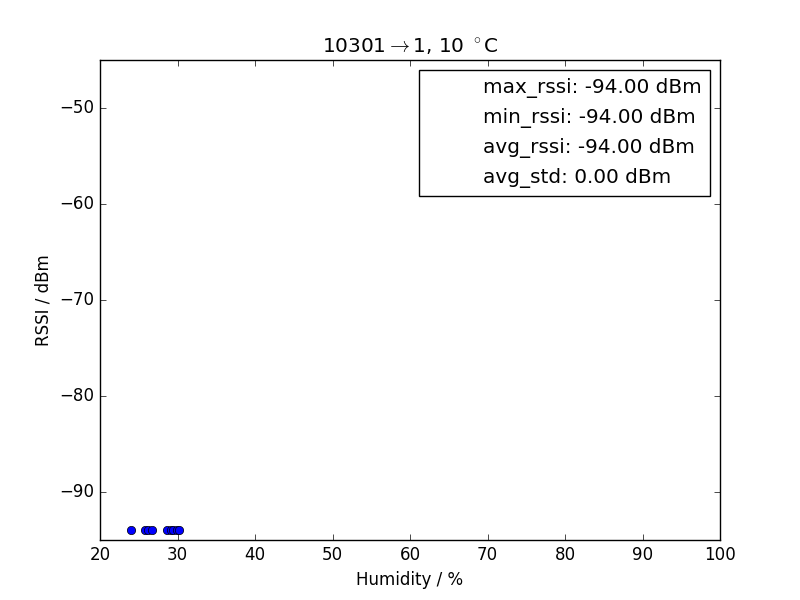 10301→1, 10 °C
max_rssi: -94.00 dBm
min_rssi: -94.00 dBm
avg_rssi: -94.00 dBm
avg_std: 0.00 dBm
−50
−60
−70
−80
−90
RSSI / dBm
20 30 40 50 60 70 80 90 100
Humidity / %